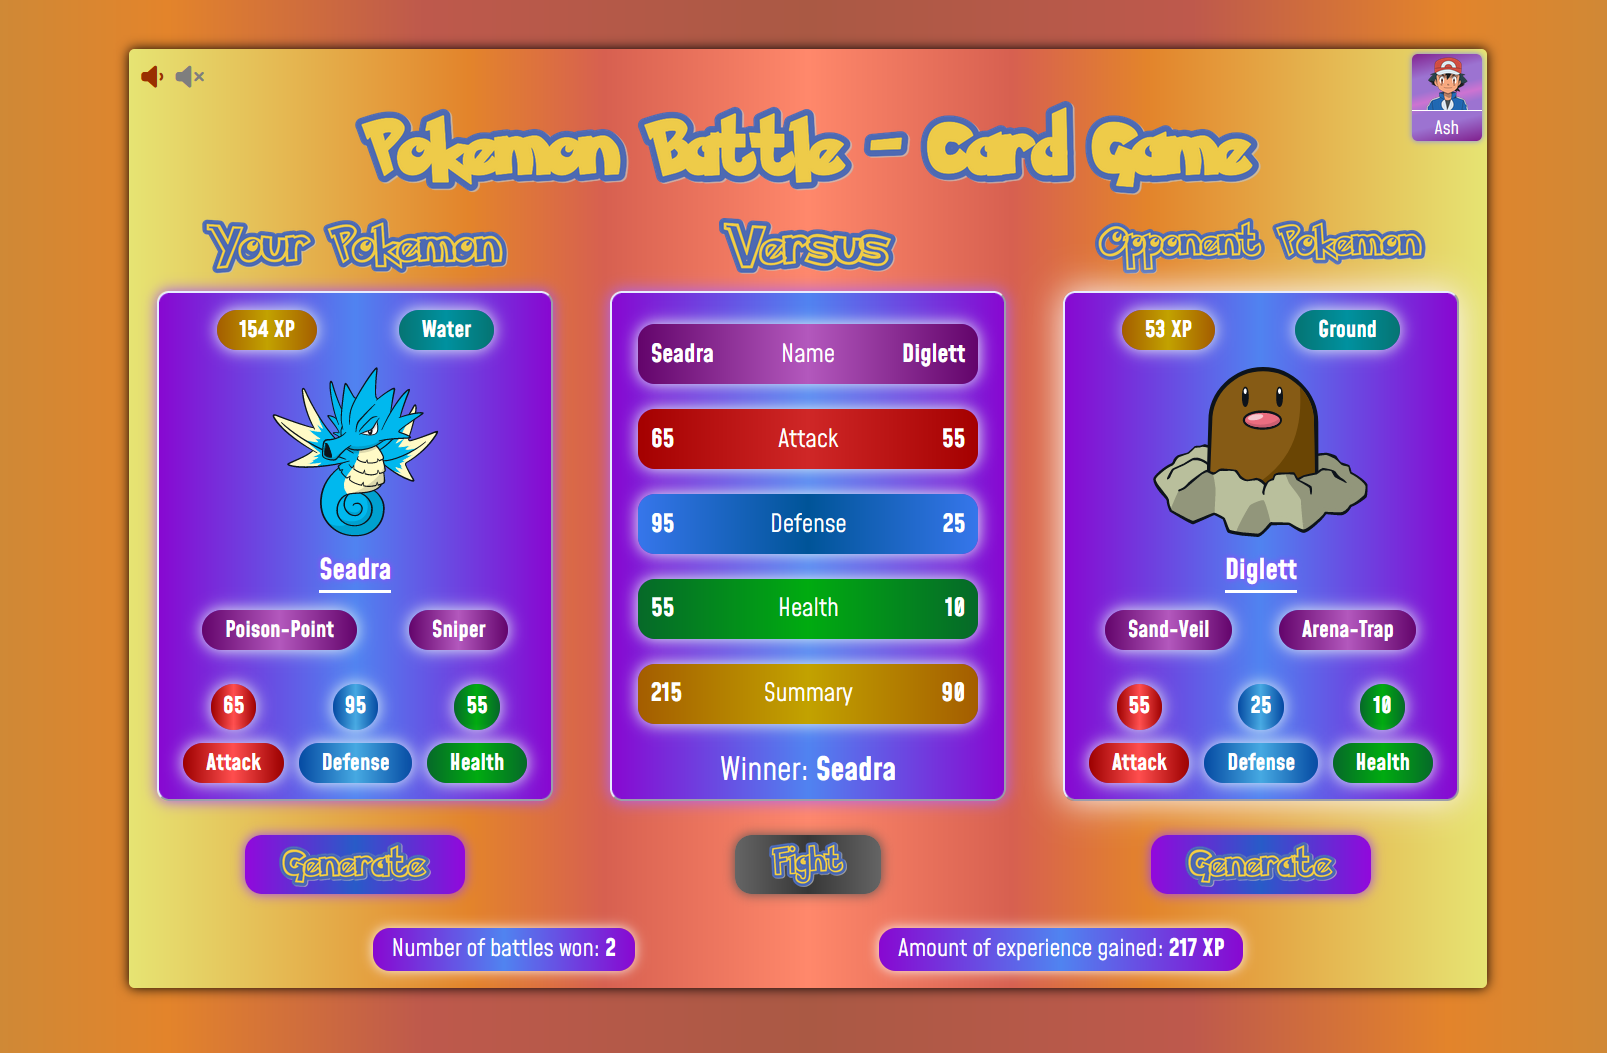 Ash
Pokemon Battle - Card Game
Your Pokemon
Versus
Opponent Pokemon
154 XP Water
Seadra
Poison-Point Sniper
65 95 55
Attack Defense Health
Seadra Name Diglett
65 Attack 55
95 Defense 25
55 Health 10
215 Summary 90
Winner: Seadra
53 XP Ground
Diglett
Sand-Veil Arena-Trap
55 25 10
Attack Defense Health
Generate
Fight
Generate
Number of battles won: 2
Amount of experience gained: 217 XP